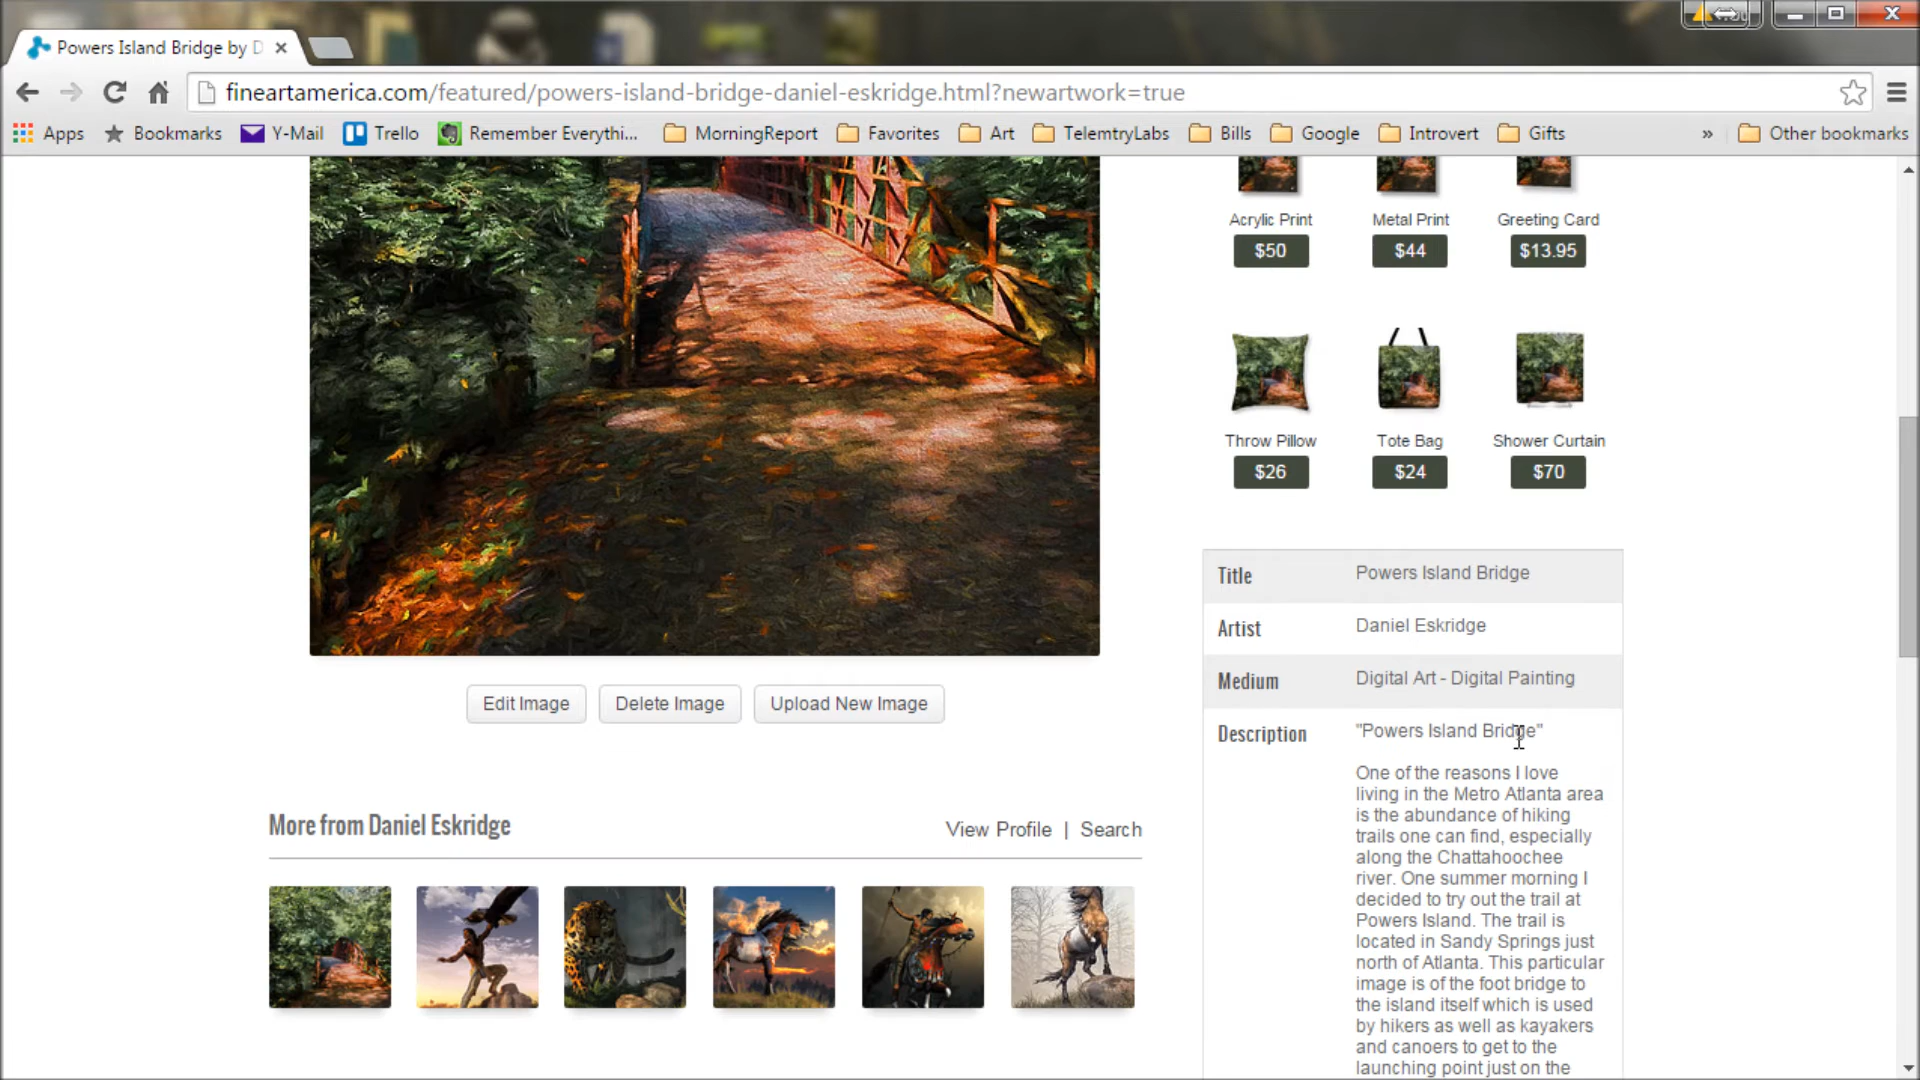 Powers Island Bridge by D
fineartamerica.com/featured/powers-island-bridge-daniel-eskridge.html?newartwork=true
Apps Bookmarks Y-Mail Trello Remember Everythi... MorningReport Favorites Art TelemtryLabs Bills Google Introvert Gifts » Other bookmarks
Acrylic Print Metal Print Greeting Card
$50 $44 $13.95
Throw Pillow Tote Bag Shower Curtain
$26 $24 $70
Title Powers Island Bridge
Artist Daniel Eskridge
Medium Digital Art - Digital Painting
Description "Powers Island Bridge"
One of the reasons I love
living in the Metro Atlanta area
is the abundance of hiking
trails one can find, especially
along the Chattahoochee
river. One summer morning I
decided to try out the trail at
Powers Island. The trail is
located in Sandy Springs just
north of Atlanta. This particular
image is of the foot bridge to
the island itself which is used
by hikers as well as kayakers
and canoers to get to the
launching point just on the
Edit Image Delete Image Upload New Image
More from Daniel Eskridge View Profile | Search